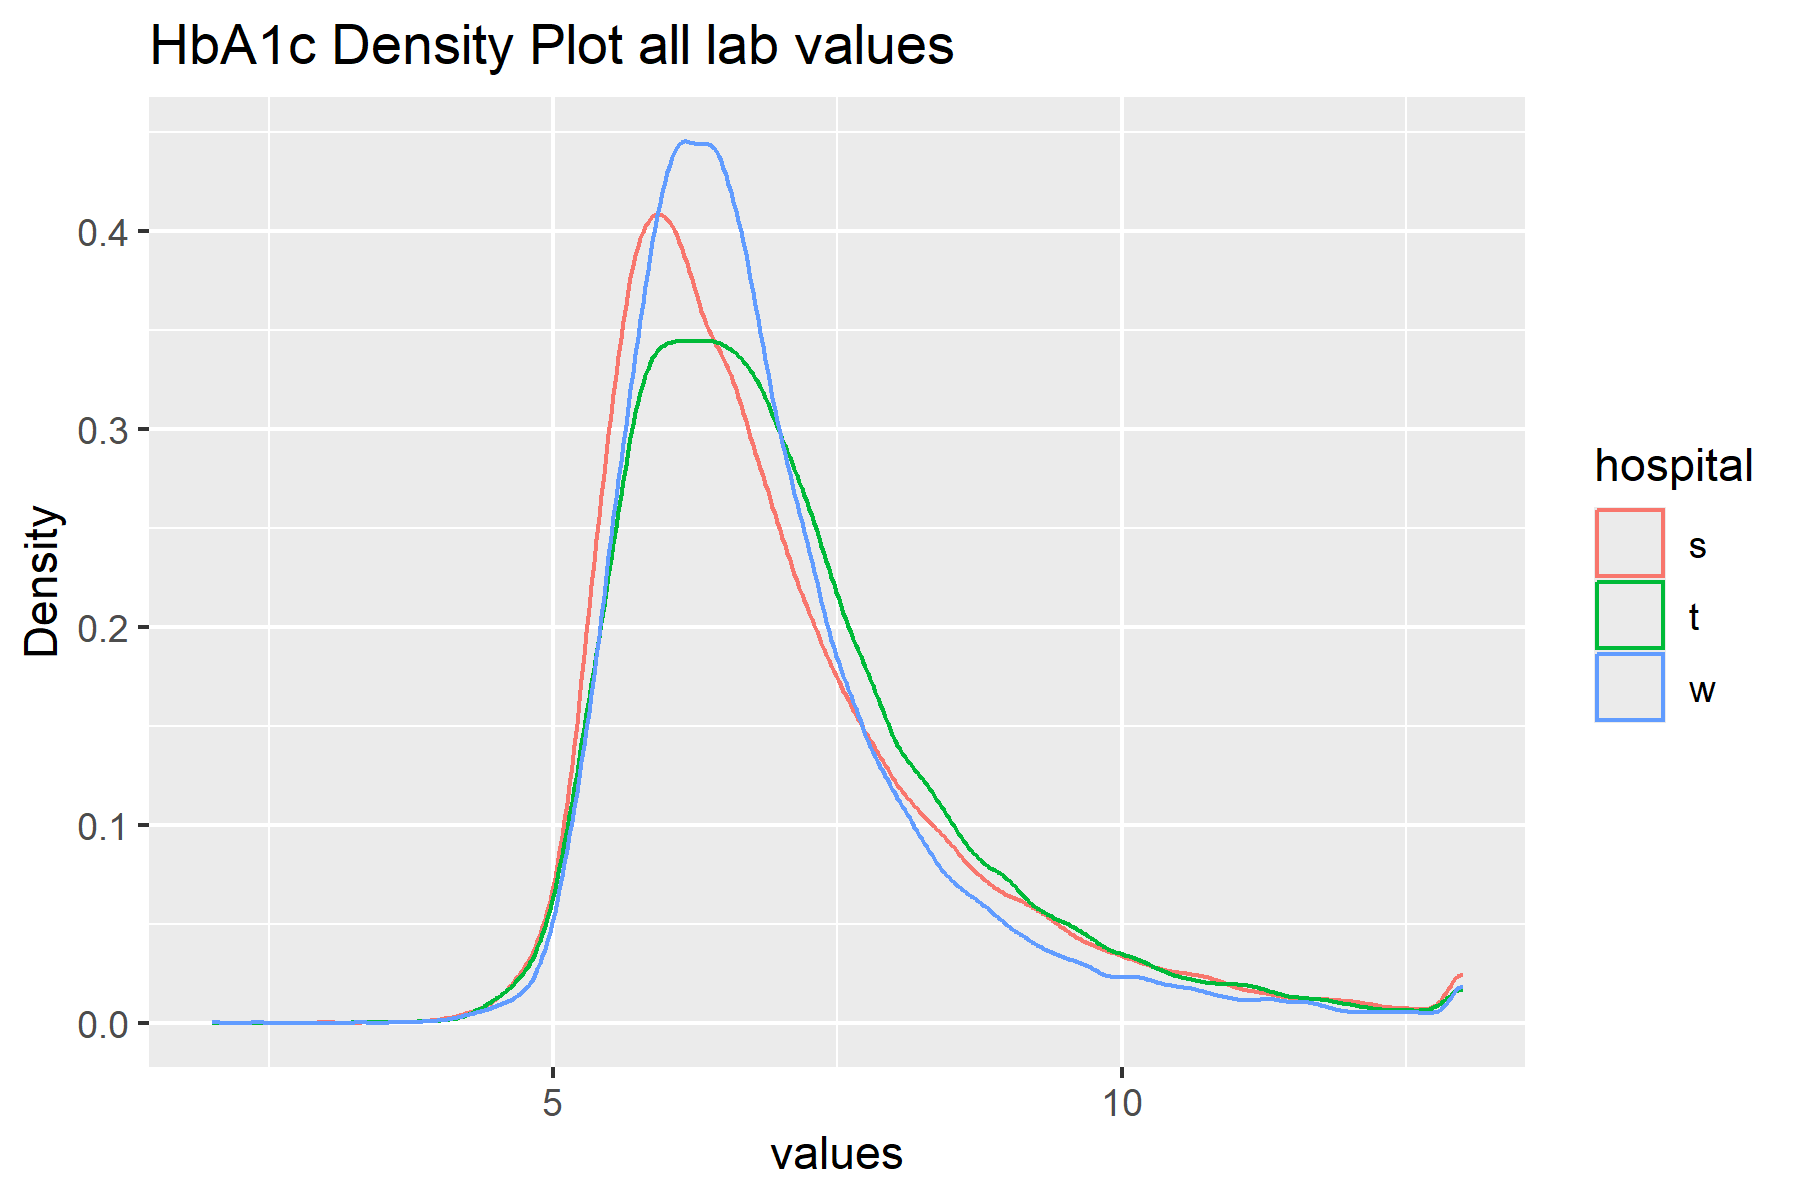 HbA1c Density Plot all lab values
0.4
0.3
0.2
0.1
0.0
Density
5 10
values
hospital
s
t
w